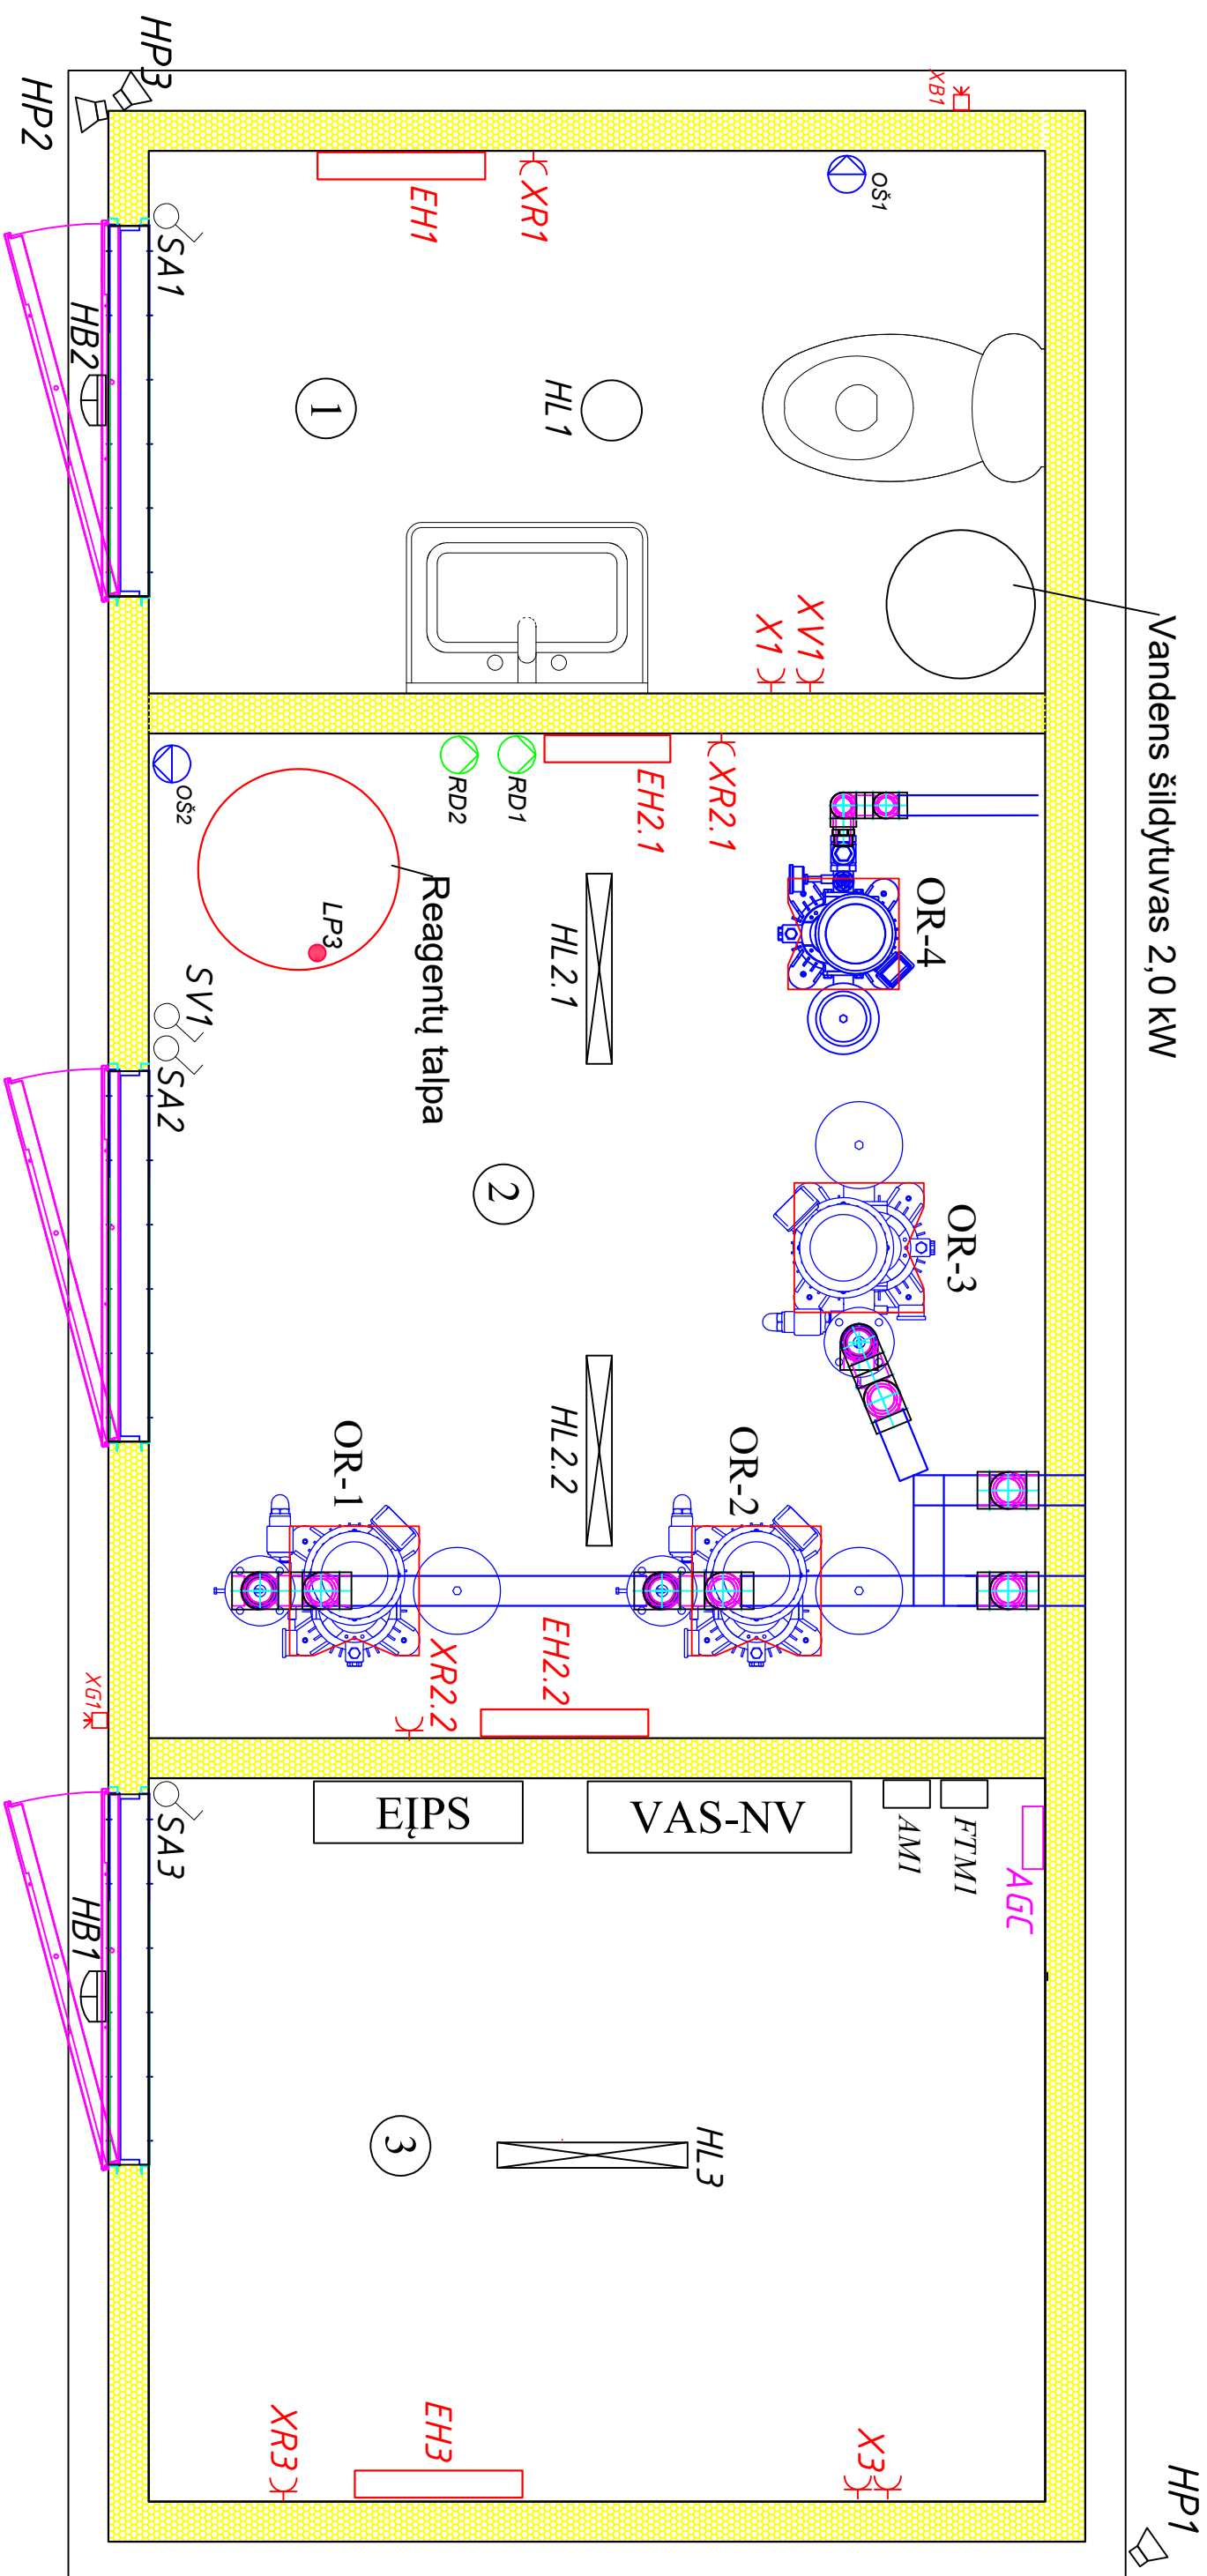 HP3
HP2
XB1
OŠ1
XR1
EH1
SA1
HB2
1
HL1
Vandens šildytuvas 2,0 kW
XV1
X1
OŠ2
RD2
RD1
EH2.1
XR2.1
OR-4
Reagentų talpa
LP3
HL2.1
SV1
SA2
2
OR-3
HL2.2
OR-1
OR-2
XR2.2
EH2.2
XG1
SA3
EĮPS
VAS-NV
AMI
FTMI
AGC
HB1
3
HL3
XR3
EH3
X3
HP1